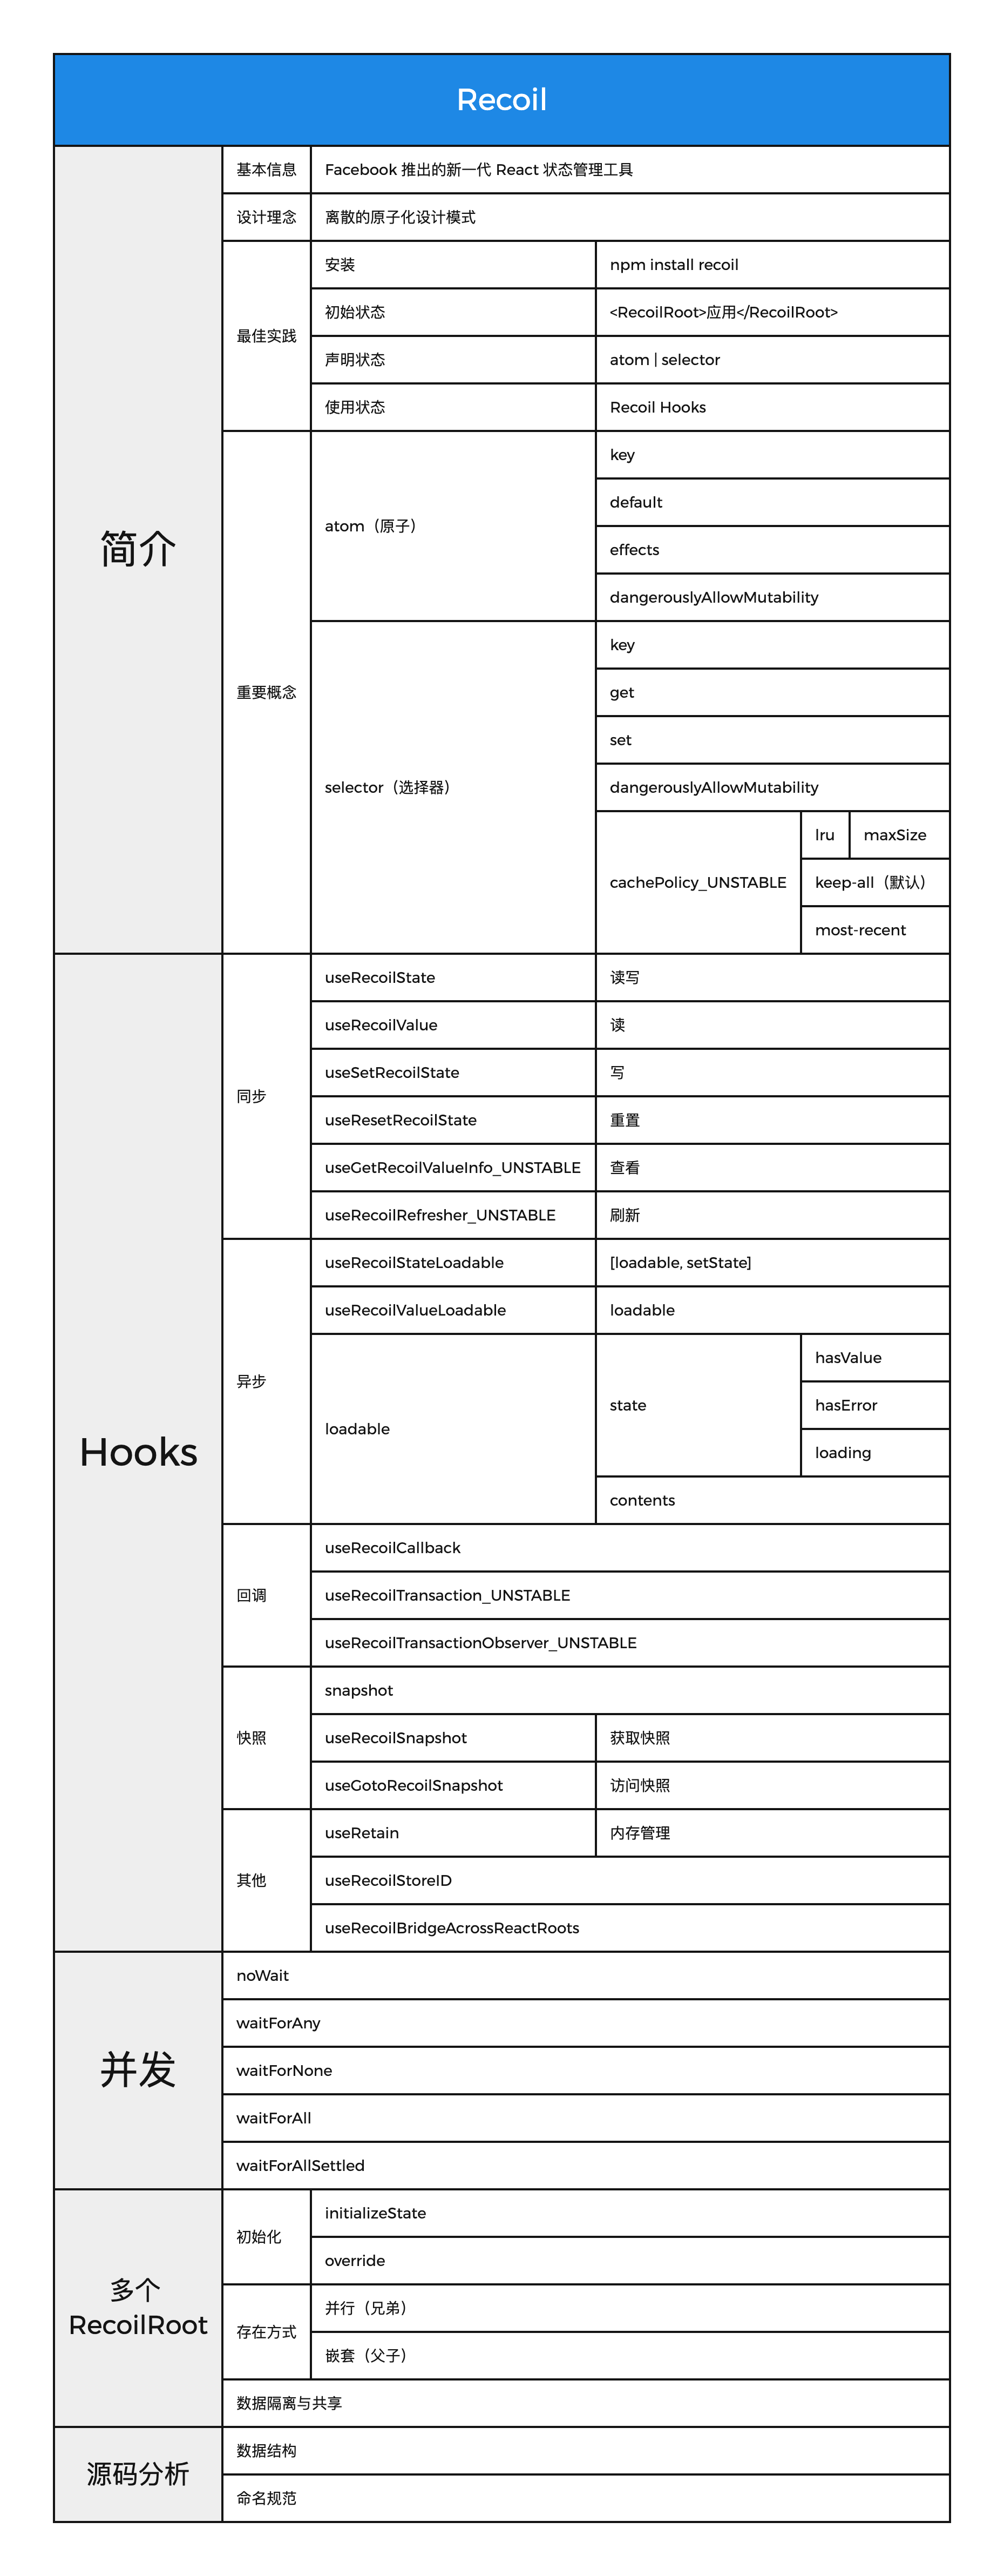 Recoil
简介
基本信息
Facebook 推出的新一代 React 状态管理工具
设计理念
离散的原子化设计模式
最佳实践
安装
npm install recoil
初始状态
<RecoilRoot>应用</RecoilRoot>
声明状态
atom | selector
使用状态
Recoil Hooks
重要概念
atom（原子）
key
default
effects
dangerouslyAllowMutability
selector（选择器）
key
get
set
dangerouslyAllowMutability
cachePolicy_UNSTABLE
lru
maxSize
keep-all（默认）
most-recent
Hooks
同步
useRecoilState
读写
useRecoilValue
读
useSetRecoilState
写
useResetRecoilState
重置
useGetRecoilValueInfo_UNSTABLE
查看
useRecoilRefresher_UNSTABLE
刷新
异步
useRecoilStateLoadable
[loadable, setState]
useRecoilValueLoadable
loadable
loadable
state
hasValue
hasError
loading
contents
回调
useRecoilCallback
useRecoilTransaction_UNSTABLE
useRecoilTransactionObserver_UNSTABLE
快照
snapshot
useRecoilSnapshot
获取快照
useGotoRecoilSnapshot
访问快照
其他
useRetain
内存管理
useRecoilStoreID
useRecoilBridgeAcrossReactRoots
并发
noWait
waitForAny
waitForNone
waitForAll
waitForAllSettled
多个
RecoilRoot
初始化
initializeState
override
存在方式
并行（兄弟）
嵌套（父子）
数据隔离与共享
源码分析
数据结构
命名规范